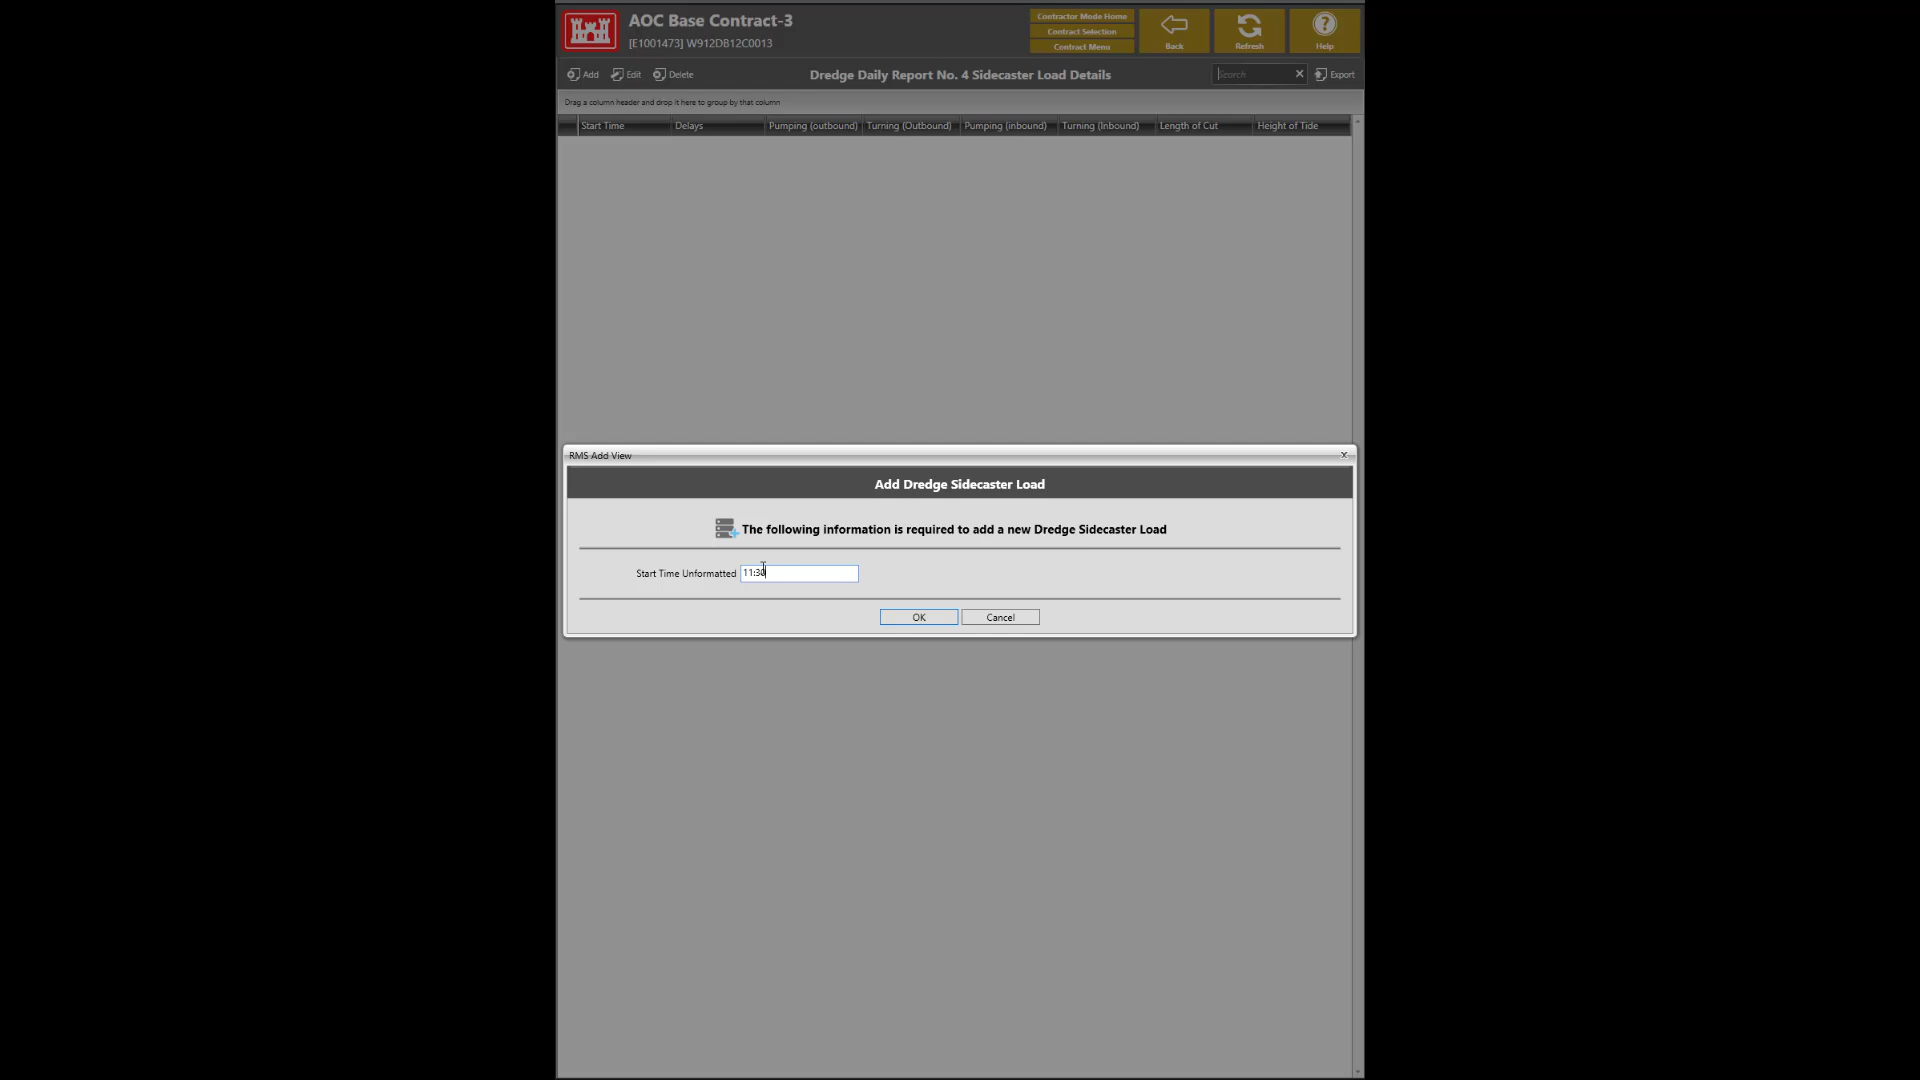 AOC Base Contract-3
[E1001473] W912DB12C0013
Contractor Mode Home
Contract Selection
Contract Menu
Back
Refresh
Help
Add
Edit
Delete
Dredge Daily Report No. 4 Sidecaster Load Details
Search
Export
Drag a column header and drop it here to group by that column
Start Time
Delays
Pumping (outbound)
Turning (Outbound)
Pumping (inbound)
Turning (Inbound)
Length of Cut
Height of Tide
RMS Add View
Add Dredge Sidecaster Load
The following information is required to add a new Dredge Sidecaster Load
Start Time Unformatted
11:30
OK
Cancel